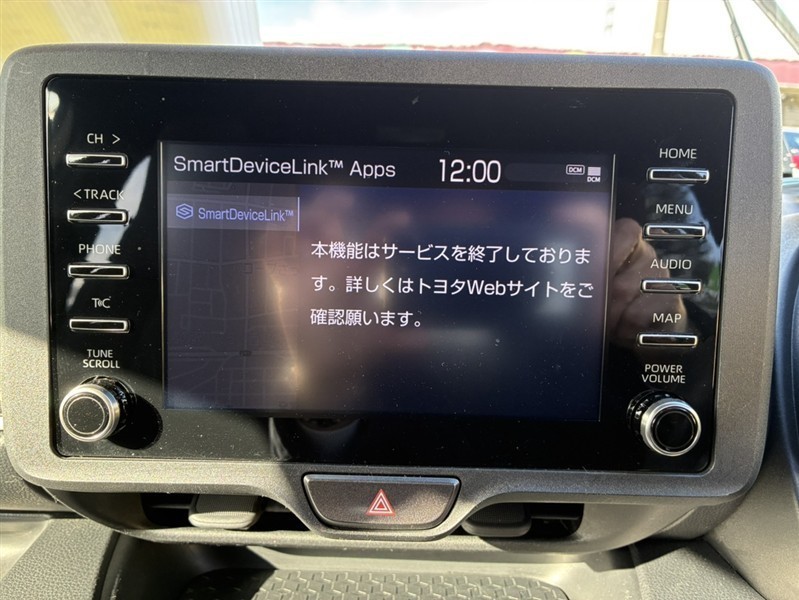 CH >
< TRACK
PHONE
TUNE
SCROLL
SmartDeviceLink™ Apps
12:00
DCM
DCM
SmartDeviceLink™
本機能はサービスを終了しておりま
す。詳しくはトヨタWebサイトをご
確認願います。
HOME
MENU
AUDIO
MAP
POWER
VOLUME